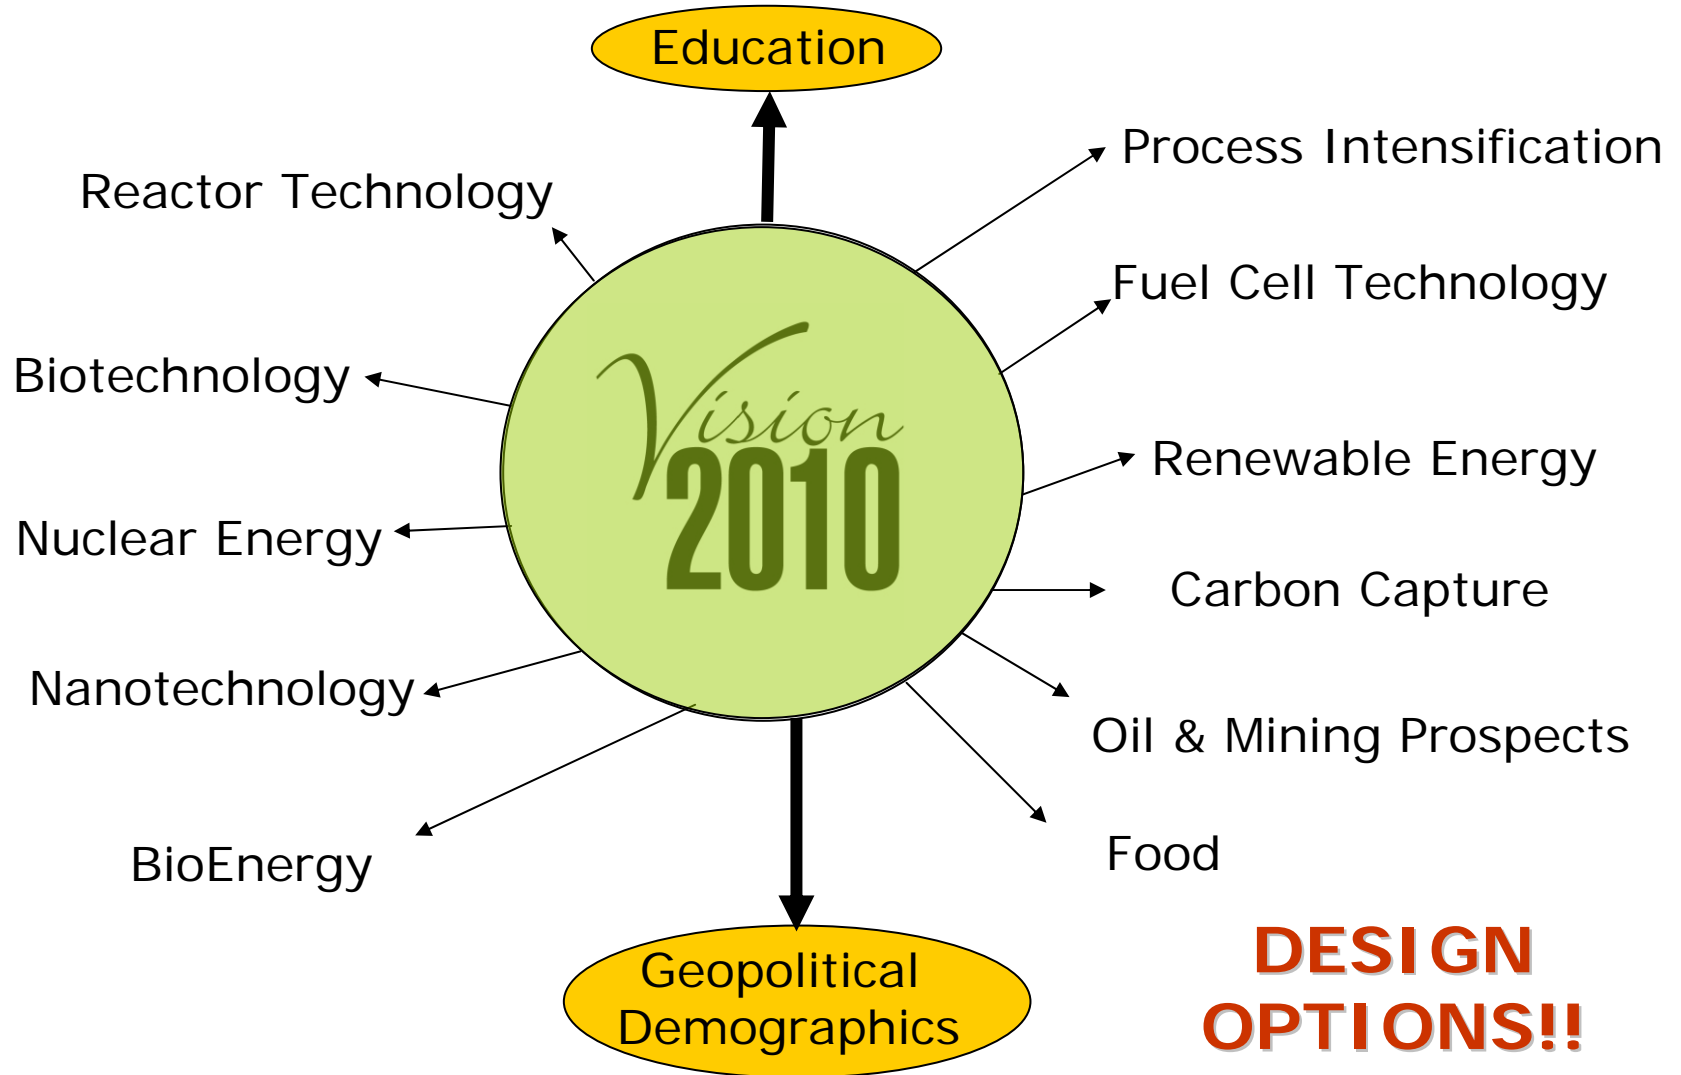 Education
Process Intensification
Reactor Technology
Fuel Cell Technology
Biotechnology
Vision
2010
Renewable Energy
Nuclear Energy
Carbon Capture
Nanotechnology
Oil & Mining Prospects
BioEnergy
Food
Geopolitical
Demographics
DESIGN
OPTIONS!!